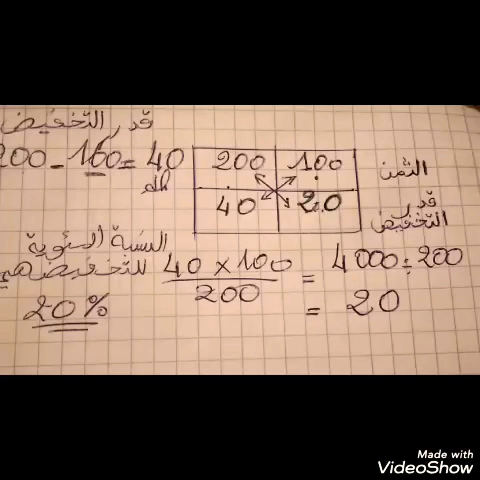 قدر التخفيض
200 - 160 = 40 درهم
الثمن 100 200
قدر التخفيض 20 40
النسبة المئوية للتخفيض هي
40 × 100 / 200 = 4000 ÷ 200
= 20
20%
Made with
VideoShow